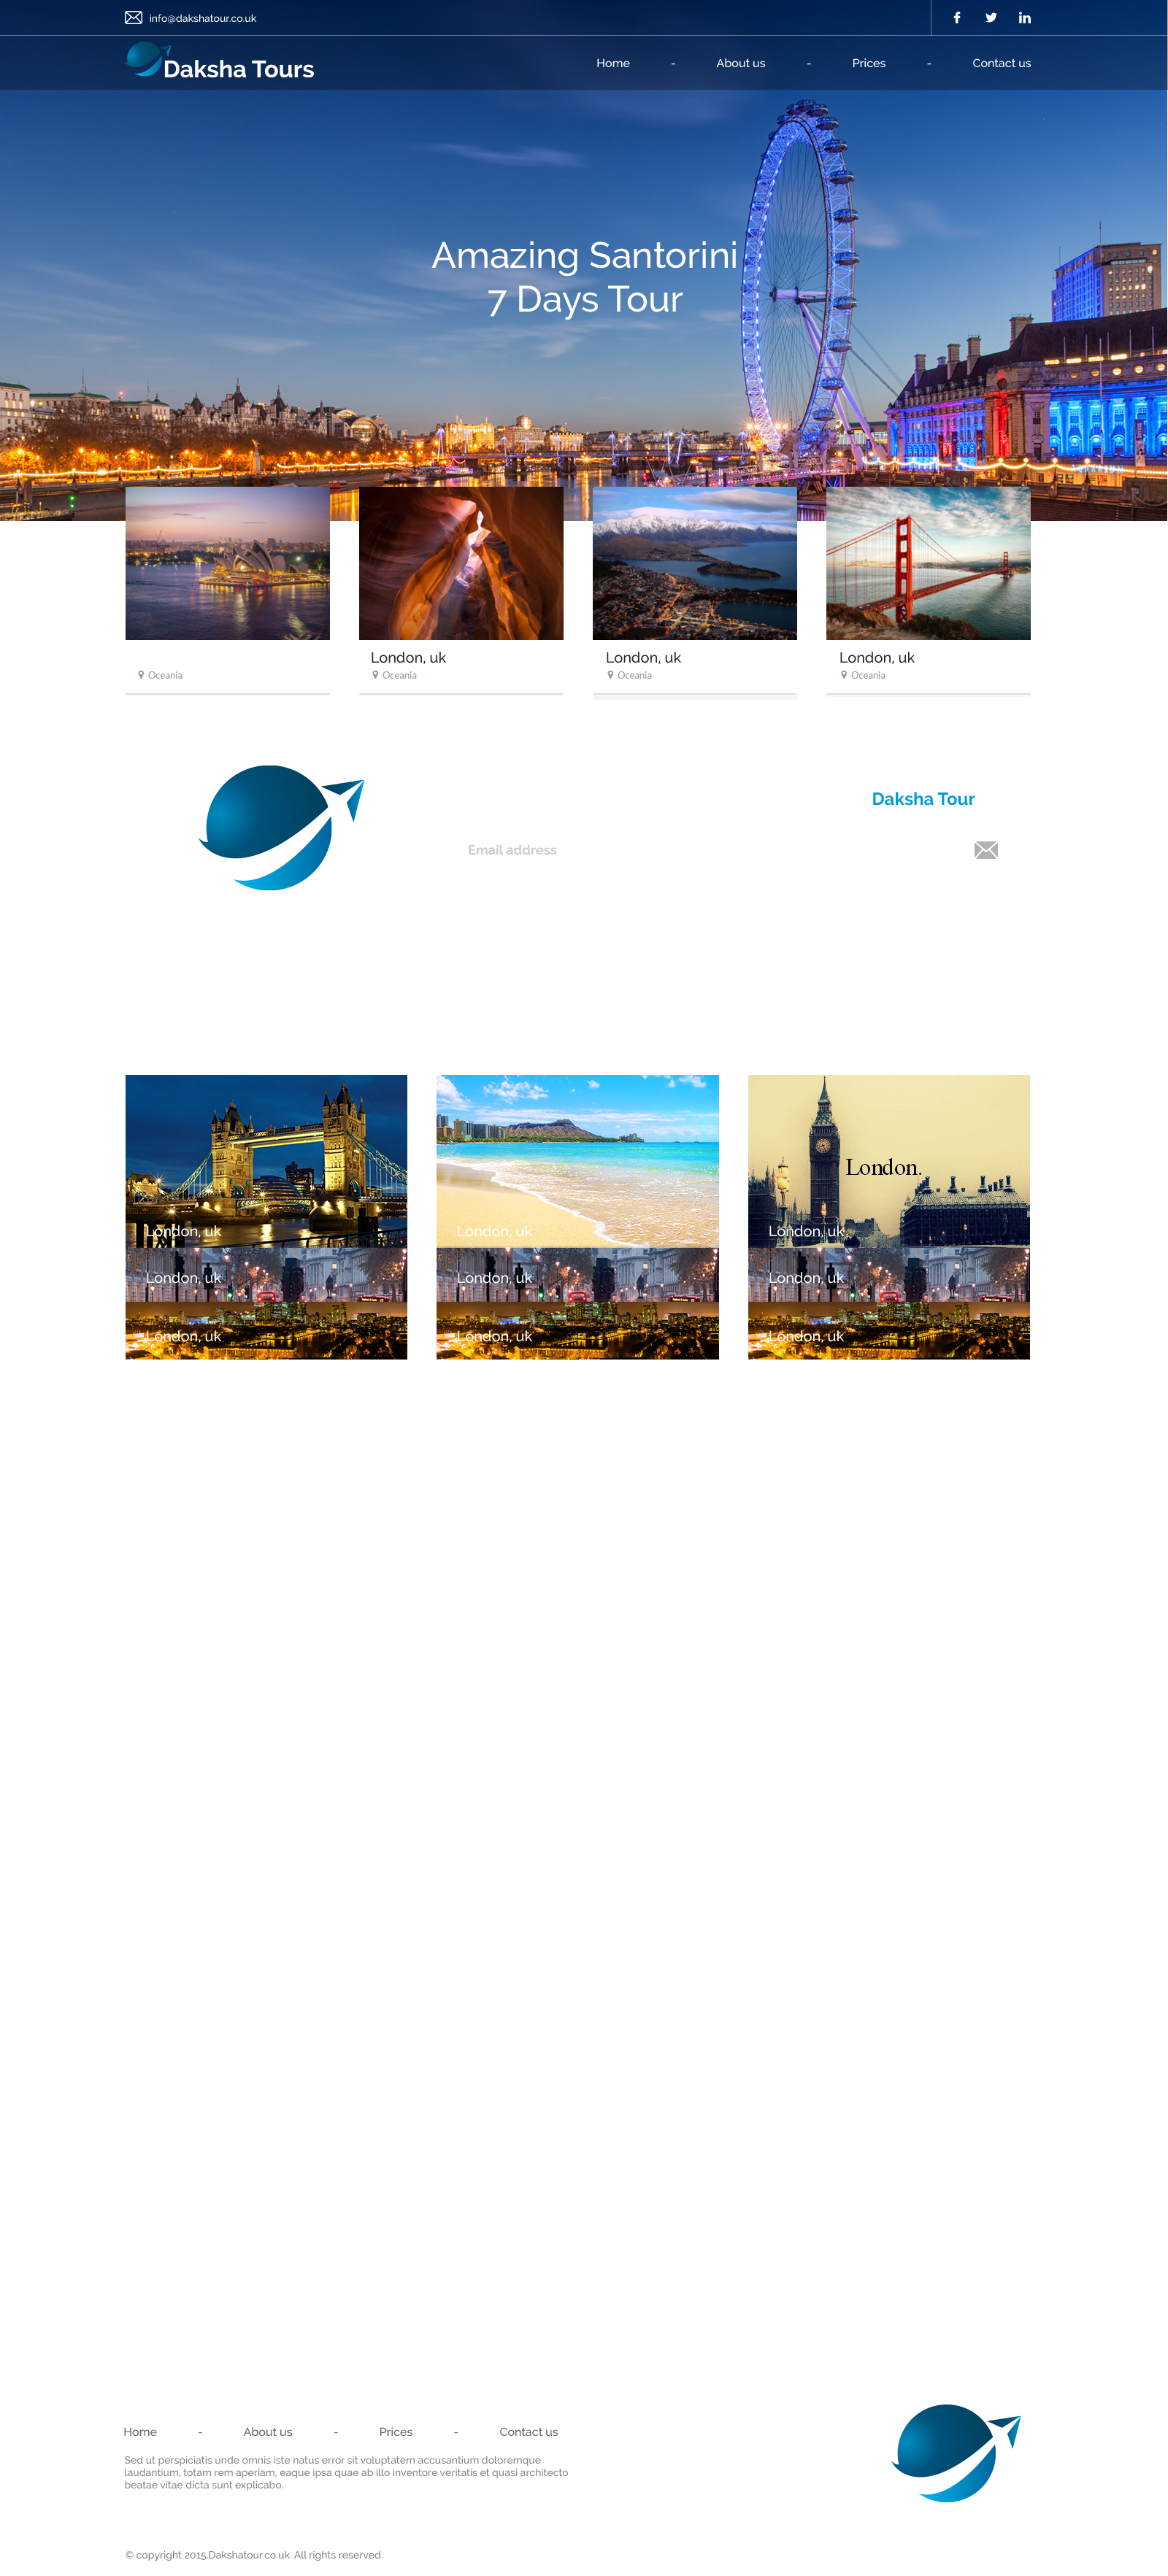 info@dakshatour.co.uk
Daksha Tours
Home - About us - Prices - Contact us
Amazing Santorini
7 Days Tour
London, uk
London, uk
London, uk
Oceania
Oceania
Oceania
Oceania
Daksha Tour
Email address
London.
London, uk
London, uk
London, uk
London, uk
London, uk
London, uk
London, uk
London, uk
London, uk
Home - About us - Prices - Contact us
Sed ut perspiciatis unde omnis iste natus error sit voluptatem accusantium doloremque
laudantium, totam rem aperiam, eaque ipsa quae ab illo inventore veritatis et quasi architecto
beatae vitae dicta sunt explicabo.
© copyright 2015.Dakshatour.co.uk. All rights reserved.